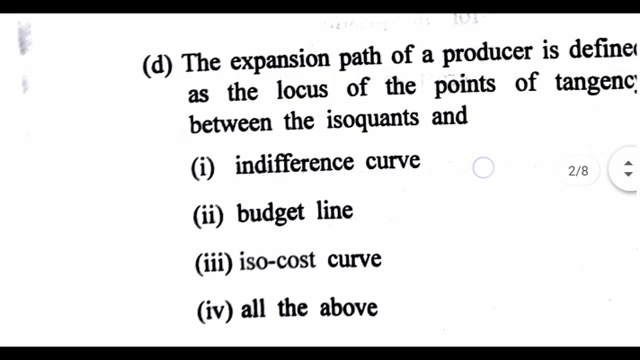 (d) The expansion path of a producer is define
as the locus of the points of tangenc
between the isoquants and
(i) indifference curve
(ii) budget line
(iii) iso-cost curve
(iv) all the above
2/8